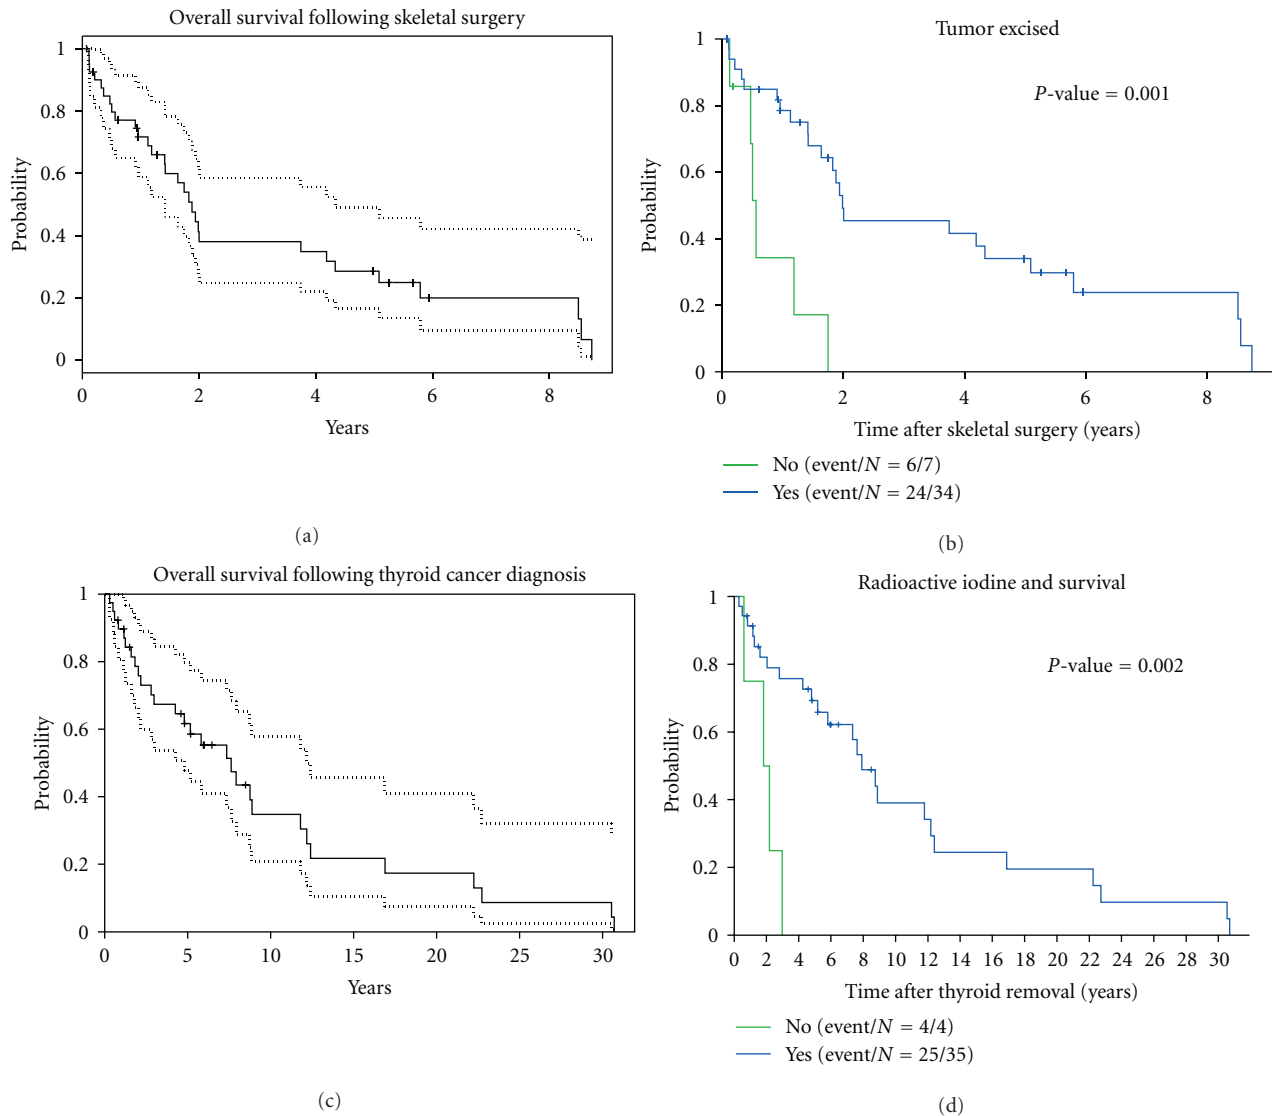 Overall survival following skeletal surgery
1
0.8
0.6
0.4
0.2
0
Probability
0 2 4 6 8
Years
(a)
Tumor excised
P-value = 0.001
1
0.8
0.6
0.4
0.2
0
Probability
0 2 4 6 8
Time after skeletal surgery (years)
No (event/N = 6/7)
Yes (event/N = 24/34)
(b)
Overall survival following thyroid cancer diagnosis
1
0.8
0.6
0.4
0.2
0
Probability
0 5 10 15 20 25 30
Years
(c)
Radioactive iodine and survival
P-value = 0.002
1
0.8
0.6
0.4
0.2
0
Probability
0 2 4 6 8 10 12 14 16 18 20 22 24 26 28 30
Time after thyroid removal (years)
No (event/N = 4/4)
Yes (event/N = 25/35)
(d)